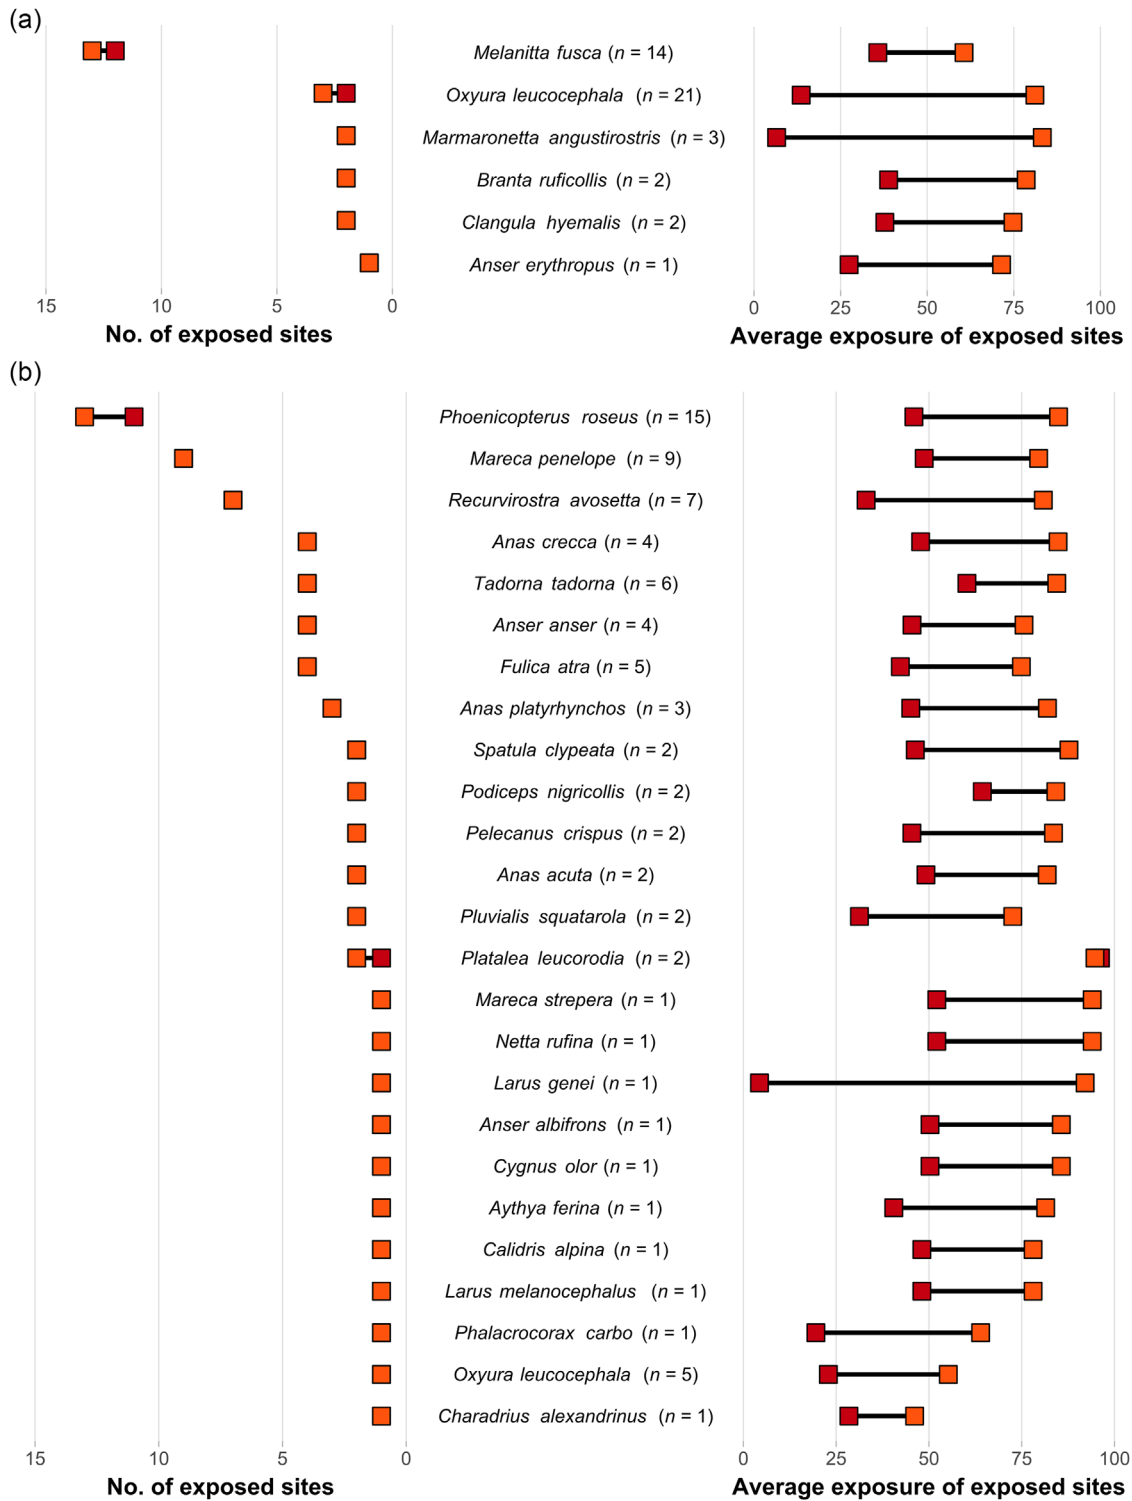 (a)
Melanitta fusca (n = 14)
Oxyura leucocephala (n = 21)
Marmaronetta angustirostris (n = 3)
Branta ruficollis (n = 2)
Clangula hyemalis (n = 2)
Anser erythropus (n = 1)
15 10 5 0
No. of exposed sites
0 25 50 75 100
Average exposure of exposed sites
(b)
Phoenicopterus roseus (n = 15)
Mareca penelope (n = 9)
Recurvirostra avosetta (n = 7)
Anas crecca (n = 4)
Tadorna tadorna (n = 6)
Anser anser (n = 4)
Fulica atra (n = 5)
Anas platyrhynchos (n = 3)
Spatula clypeata (n = 2)
Podiceps nigricollis (n = 2)
Pelecanus crispus (n = 2)
Anas acuta (n = 2)
Pluvialis squatarola (n = 2)
Platalea leucorodia (n = 2)
Mareca strepera (n = 1)
Netta rufina (n = 1)
Larus genei (n = 1)
Anser albifrons (n = 1)
Cygnus olor (n = 1)
Aythya ferina (n = 1)
Calidris alpina (n = 1)
Larus melanocephalus (n = 1)
Phalacrocorax carbo (n = 1)
Oxyura leucocephala (n = 5)
Charadrius alexandrinus (n = 1)
15 10 5 0
No. of exposed sites
0 25 50 75 100
Average exposure of exposed sites